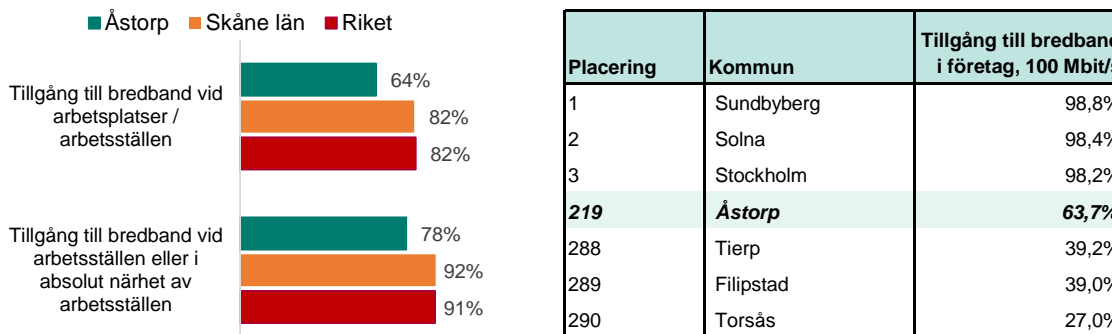 Åstorp Skåne län Riket
Tillgång till bredband vid
arbetsplatser /
arbetsställen
64%
82%
82%
Tillgång till bredband vid
arbetsställen eller i
absolut närhet av
arbetsställen
78%
92%
91%
Placering Kommun Tillgång till bredband
i företag, 100 Mbit/s
1 Sundbyberg 98,8%
2 Solna 98,4%
3 Stockholm 98,2%
219 Åstorp 63,7%
288 Tierp 39,2%
289 Filipstad 39,0%
290 Torsås 27,0%